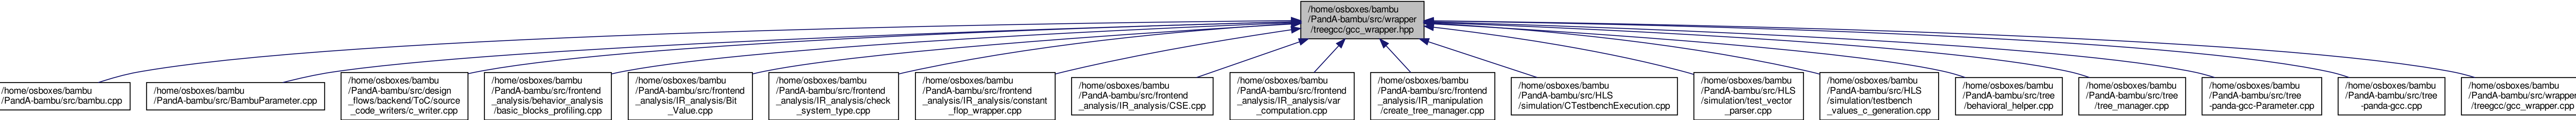 /home/osboxes/bambu
/PandA-bambu/src/wrapper
/treegcc/gcc_wrapper.hpp
/home/osboxes/bambu
/PandA-bambu/src/bambu.cpp
/home/osboxes/bambu
/PandA-bambu/src/BambuParameter.cpp
/home/osboxes/bambu
/PandA-bambu/src/design
_flows/backend/ToC/source
_code_writers/c_writer.cpp
/home/osboxes/bambu
/PandA-bambu/src/frontend
_analysis/behavior_analysis
/basic_blocks_profiling.cpp
/home/osboxes/bambu
/PandA-bambu/src/frontend
_analysis/IR_analysis/Bit
_Value.cpp
/home/osboxes/bambu
/PandA-bambu/src/frontend
_analysis/IR_analysis/check
_system_type.cpp
/home/osboxes/bambu
/PandA-bambu/src/frontend
_analysis/IR_analysis/constant
_flop_wrapper.cpp
/home/osboxes/bambu
/PandA-bambu/src/frontend
_analysis/IR_analysis/CSE.cpp
/home/osboxes/bambu
/PandA-bambu/src/frontend
_analysis/IR_analysis/var
_computation.cpp
/home/osboxes/bambu
/PandA-bambu/src/frontend
_analysis/IR_manipulation
/create_tree_manager.cpp
/home/osboxes/bambu
/PandA-bambu/src/HLS
/simulation/CTestbenchExecution.cpp
/home/osboxes/bambu
/PandA-bambu/src/HLS
/simulation/test_vector
_parser.cpp
/home/osboxes/bambu
/PandA-bambu/src/HLS
/simulation/testbench
_values_c_generation.cpp
/home/osboxes/bambu
/PandA-bambu/src/tree
/behavioral_helper.cpp
/home/osboxes/bambu
/PandA-bambu/src/tree
/tree_manager.cpp
/home/osboxes/bambu
/PandA-bambu/src/tree
-panda-gcc-Parameter.cpp
/home/osboxes/bambu
/PandA-bambu/src/tree
-panda-gcc.cpp
/home/osboxes/bambu
/PandA-bambu/src/wrapper
/treegcc/gcc_wrapper.cpp